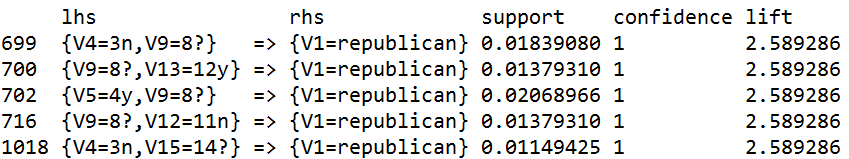 lhs rhs support confidence lift
699 {V4=3n,V9=8?} => {V1=republican} 0.01839080 1 2.589286
700 {V9=8?,V13=12y} => {V1=republican} 0.01379310 1 2.589286
702 {V5=4y,V9=8?} => {V1=republican} 0.02068966 1 2.589286
716 {V9=8?,V12=11n} => {V1=republican} 0.01379310 1 2.589286
1018 {V4=3n,V15=14?} => {V1=republican} 0.01149425 1 2.589286